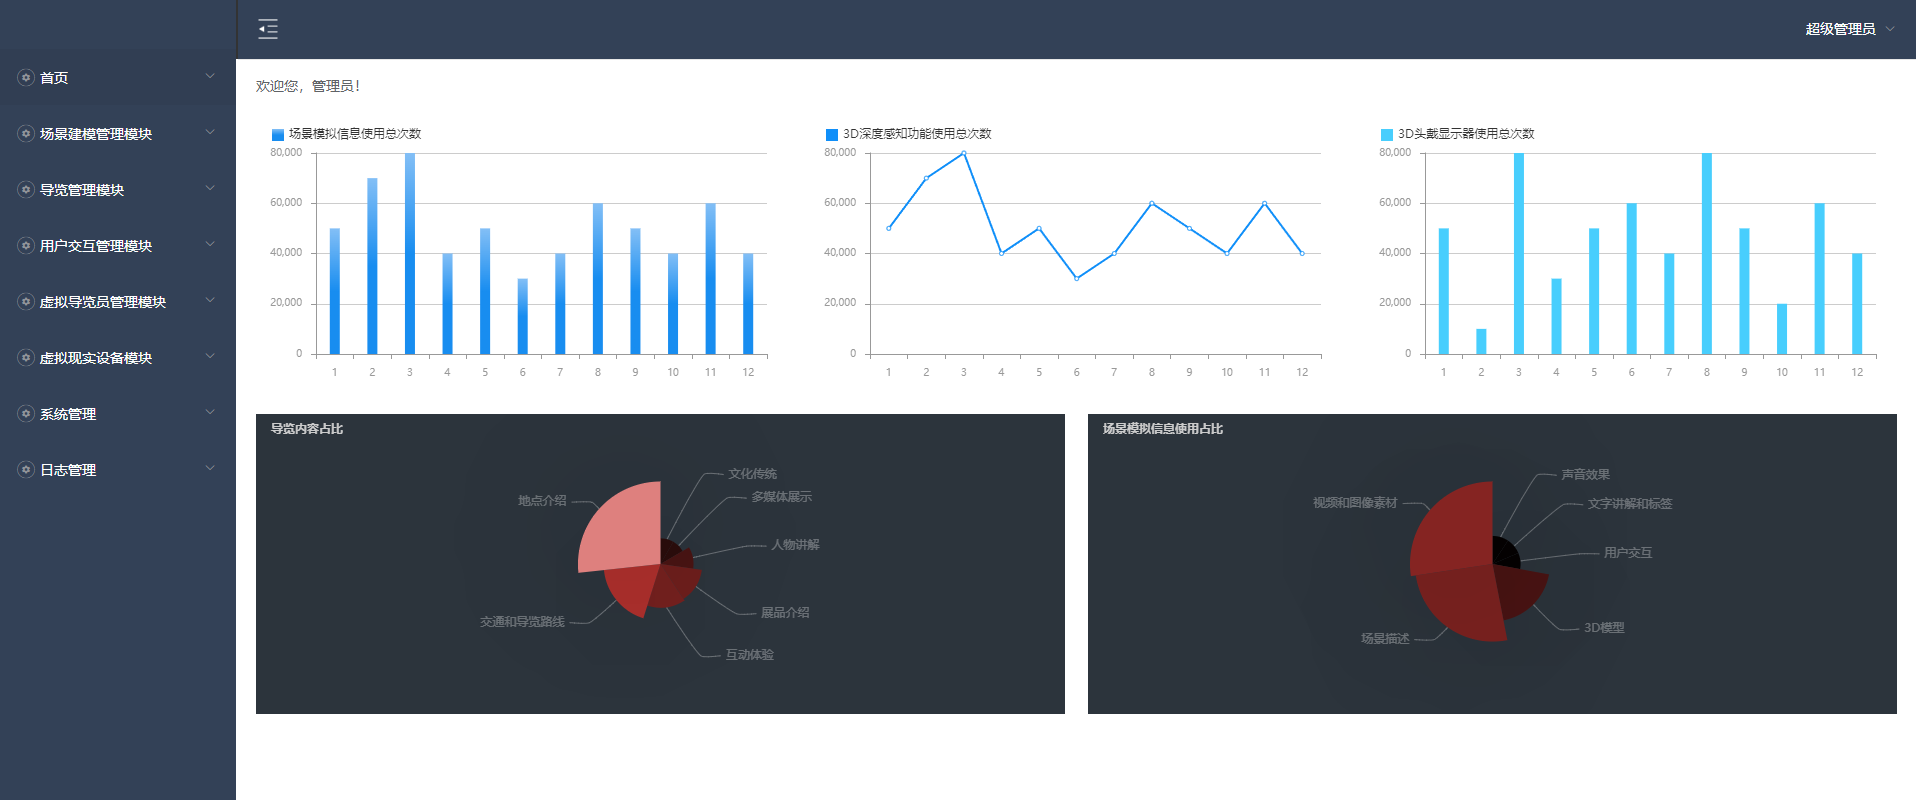 超级管理员
首页
场景建模管理模块
导览管理模块
用户交互管理模块
虚拟导览员管理模块
虚拟现实设备模块
系统管理
日志管理
欢迎您，管理员！
场景模拟信息使用总次数
80,000
60,000
40,000
20,000
0
1 2 3 4 5 6 7 8 9 10 11 12
3D深度感知功能使用总次数
80,000
60,000
40,000
20,000
0
1 2 3 4 5 6 7 8 9 10 11 12
3D头戴显示器使用总次数
80,000
60,000
40,000
20,000
0
1 2 3 4 5 6 7 8 9 10 11 12
导览内容占比
文化传统
多媒体展示
地点介绍
人物讲解
展品介绍
交通和导览路线
互动体验
场景模拟信息使用占比
声音效果
视频和图像素材
文字讲解和标签
用户交互
3D模型
场景描述